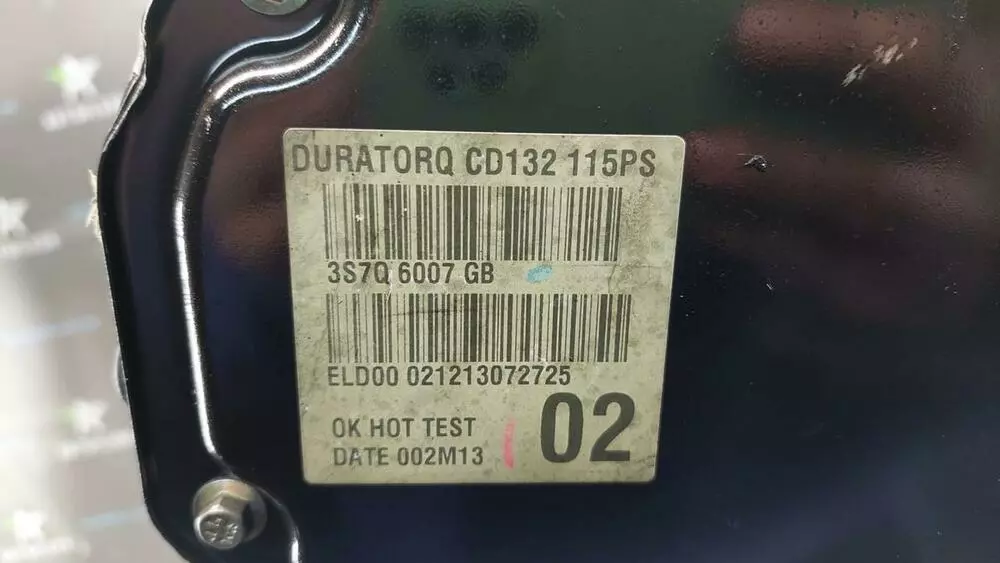 DURATORQ CD132 115PS
3S7Q 6007 GB
ELD00 021213072725
OK HOT TEST
DATE 002M13
02